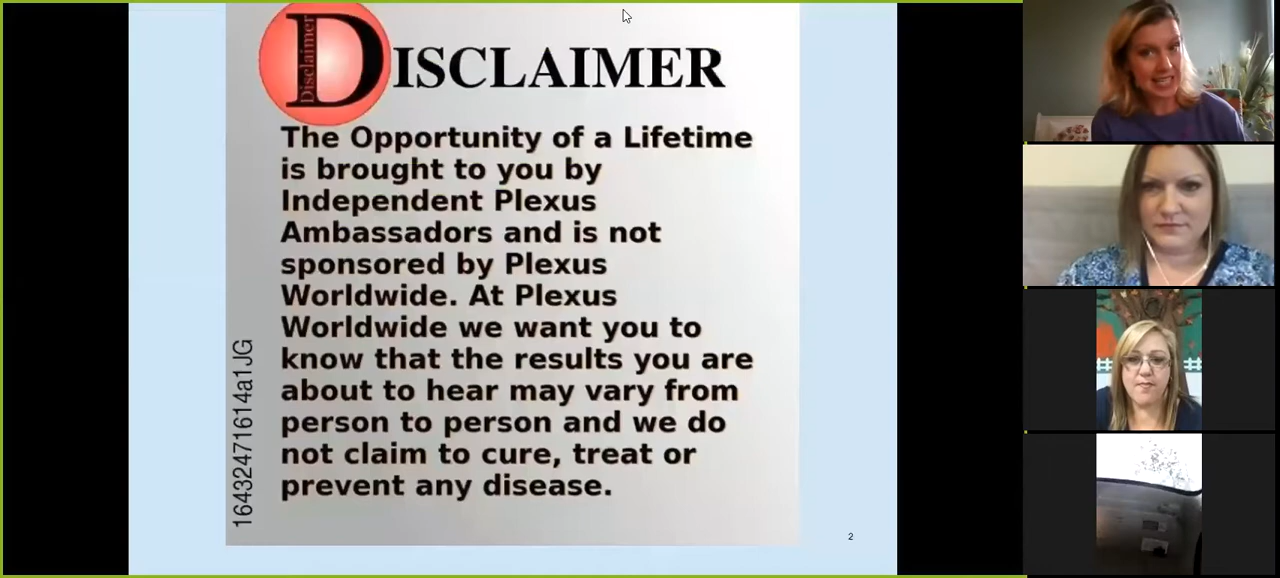 Disclaimer
DISCLAIMER
The Opportunity of a Lifetime
is brought to you by
Independent Plexus
Ambassadors and is not
sponsored by Plexus
Worldwide. At Plexus
Worldwide we want you to
know that the results you are
about to hear may vary from
person to person and we do
not claim to cure, treat or
prevent any disease.
16432471614a1JG
2